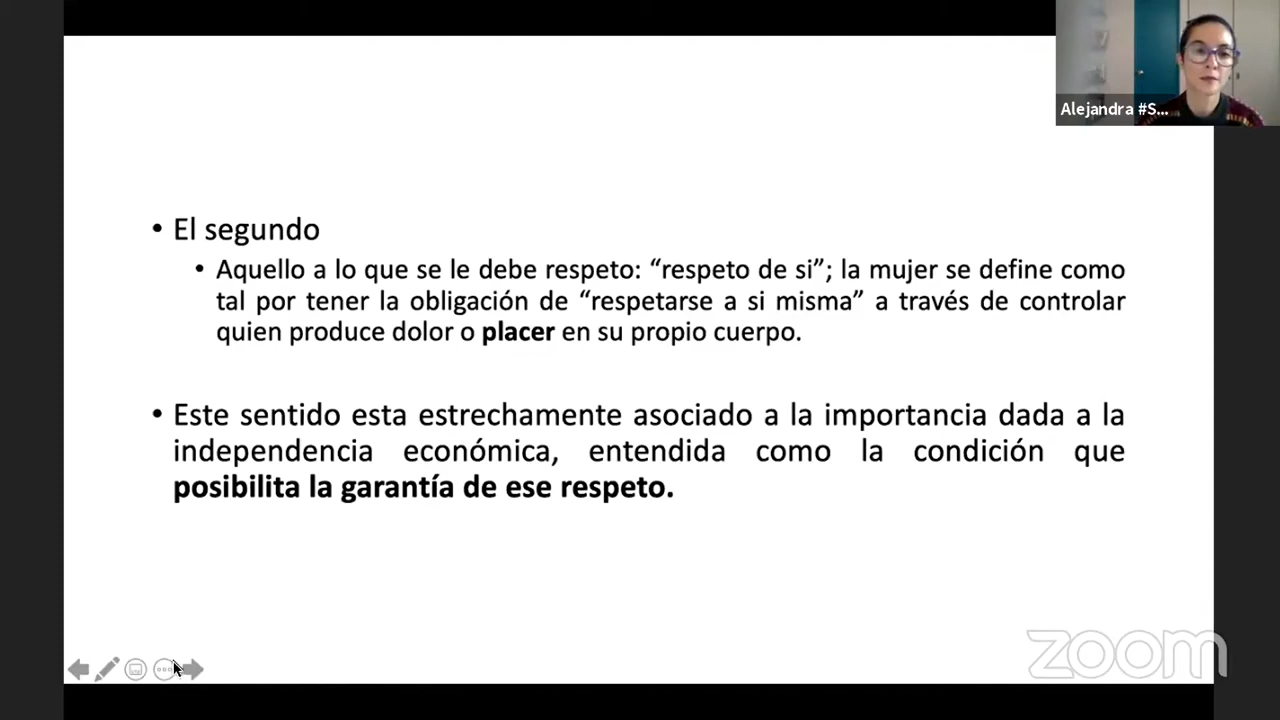 Alejandra #S...
• El segundo
• Aquello a lo que se le debe respeto: “respeto de si”; la mujer se define como
tal por tener la obligación de “respetarse a si misma” a través de controlar
quien produce dolor o placer en su propio cuerpo.
• Este sentido esta estrechamente asociado a la importancia dada a la
independencia económica, entendida como la condición que
posibilita la garantía de ese respeto.
zoom